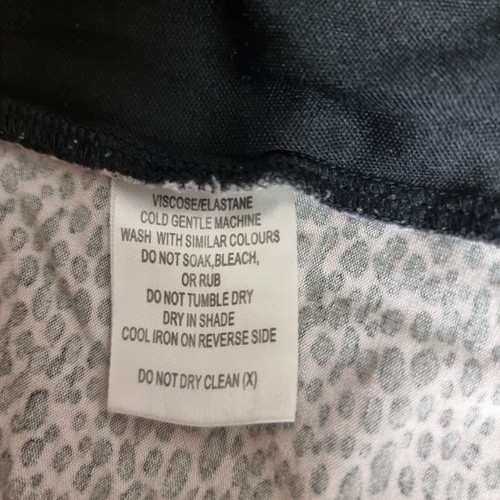 VISCOSE/ELASTANE
COLD GENTLE MACHINE
WASH WITH SIMILAR COLOURS
DO NOT SOAK,BLEACH,
OR RUB
DO NOT TUMBLE DRY
DRY IN SHADE
COOL IRON ON REVERSE SIDE
DO NOT DRY CLEAN (X)